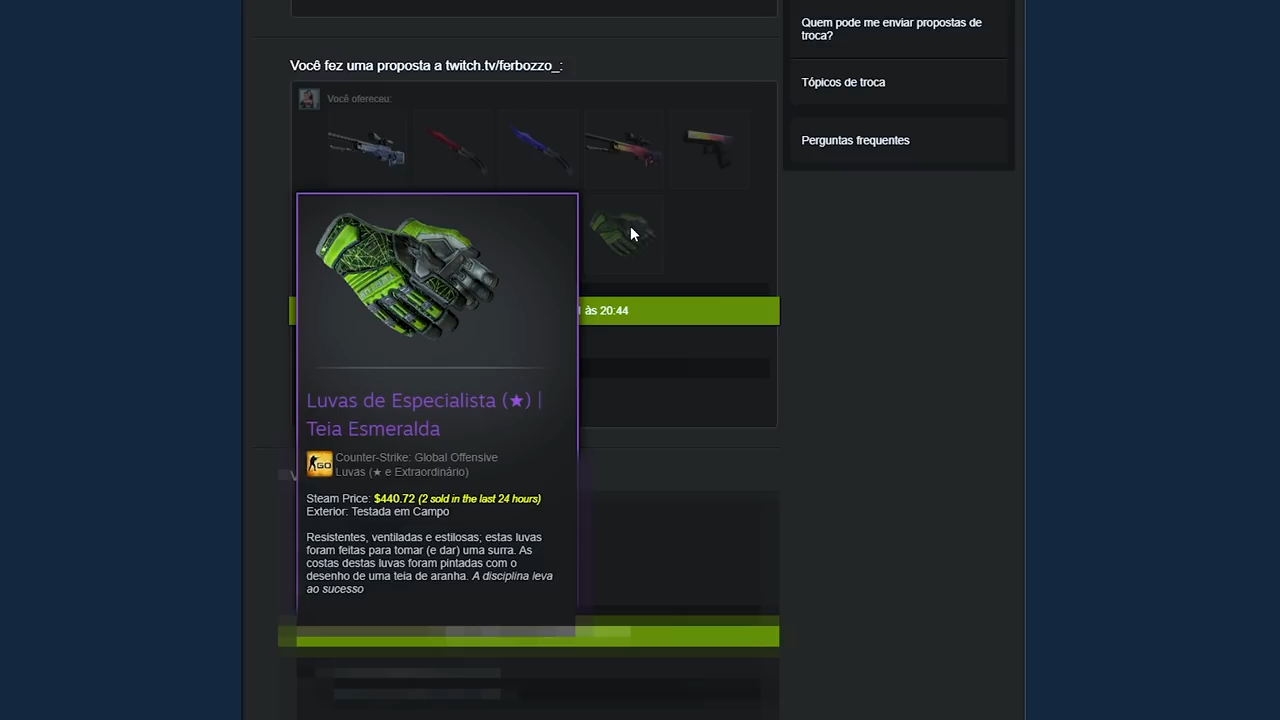 Quem pode me enviar propostas de
troca?
Você fez uma proposta a twitch.tv/ferbozzo_:
Tópicos de troca
Você ofereceu:
Perguntas frequentes
às 20:44
Luvas de Especialista (★) |
Teia Esmeralda
GO
Counter-Strike: Global Offensive
Luvas (★ e Extraordinário)
Steam Price: $440.72 (2 sold in the last 24 hours)
Exterior: Testada em Campo
Resistentes, ventiladas e estilosas; estas luvas
foram feitas para tomar (e dar) uma surra. As
costas destas luvas foram pintadas com o
desenho de uma teia de aranha. A disciplina leva
ao sucesso